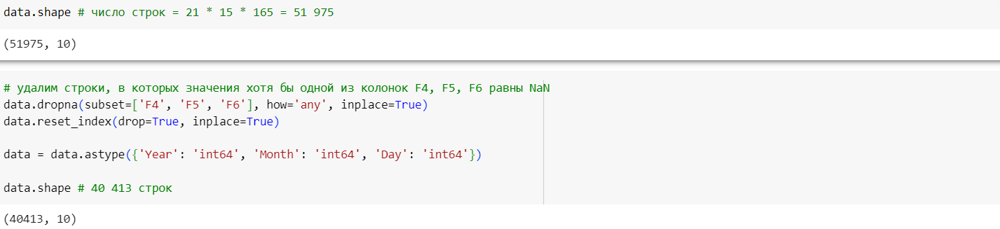 data.shape # число строк = 21 * 15 * 165 = 51 975
(51975, 10)
# удалим строки, в которых значения хотя бы одной из колонок F4, F5, F6 равны NaN
data.dropna(subset=['F4', 'F5', 'F6'], how='any', inplace=True)
data.reset_index(drop=True, inplace=True)
data = data.astype({'Year': 'int64', 'Month': 'int64', 'Day': 'int64'})
data.shape # 40 413 строк
(40413, 10)